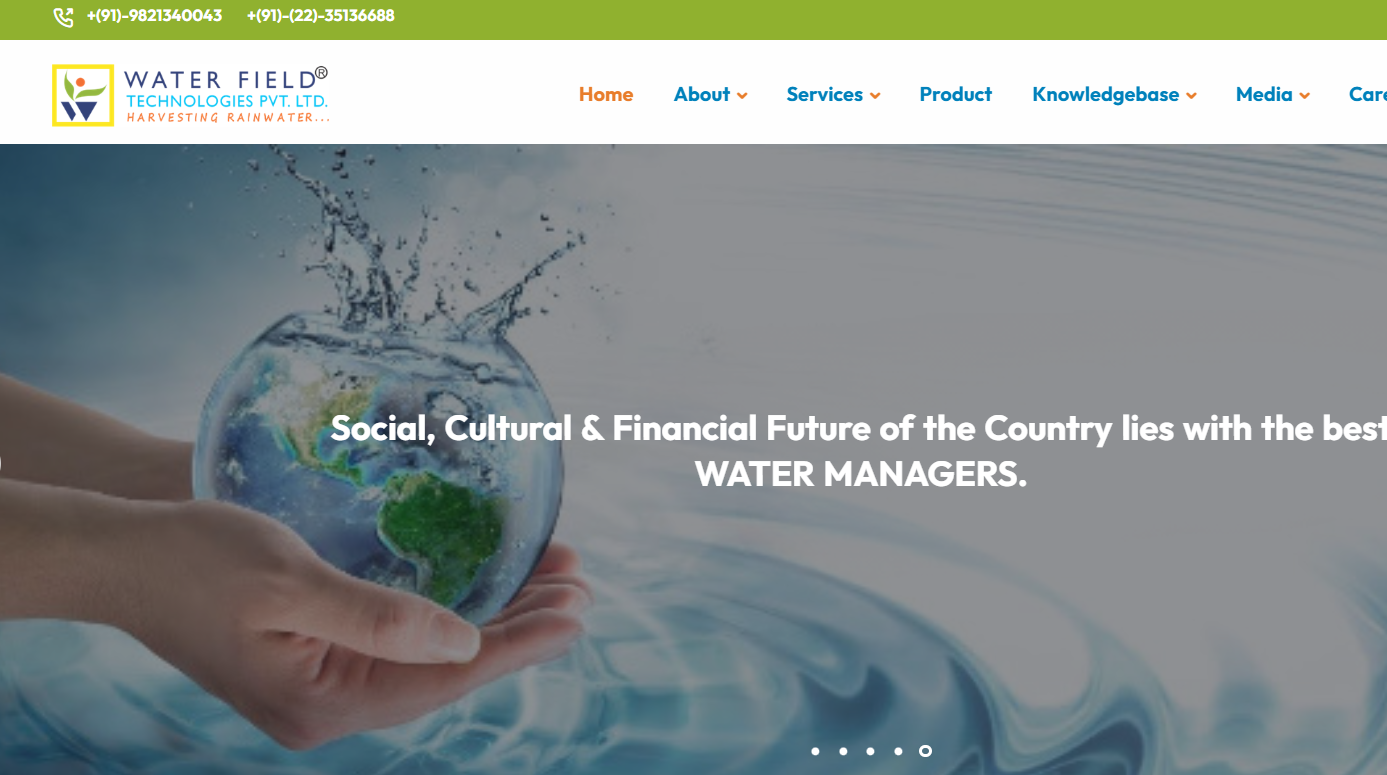 +(91)-9821340043 +(91)-(22)-35136688
WATER FIELD®
TECHNOLOGIES PVT. LTD.
HARVESTING RAINWATER...
Home About Services Product Knowledgebase Media Care
Social, Cultural & Financial Future of the Country lies with the best
WATER MANAGERS.